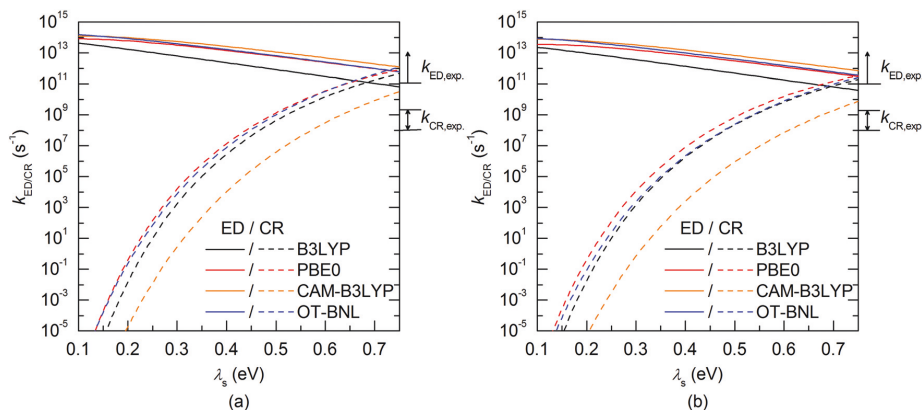 10^15
10^13
10^11
10^9
10^7
10^5
10^3
10^1
10^-1
10^-3
10^-5
k_ED/CR (s^-1)
k_ED,exp.
k_CR,exp.
ED / CR
/ B3LYP
/ PBE0
/ CAM-B3LYP
/ OT-BNL
0.1 0.2 0.3 0.4 0.5 0.6 0.7
λ_s (eV)
(a)
10^15
10^13
10^11
10^9
10^7
10^5
10^3
10^1
10^-1
10^-3
10^-5
k_ED/CR (s^-1)
k_ED,exp.
k_CR,exp.
ED / CR
/ B3LYP
/ PBE0
/ CAM-B3LYP
/ OT-BNL
0.1 0.2 0.3 0.4 0.5 0.6 0.7
λ_s (eV)
(b)